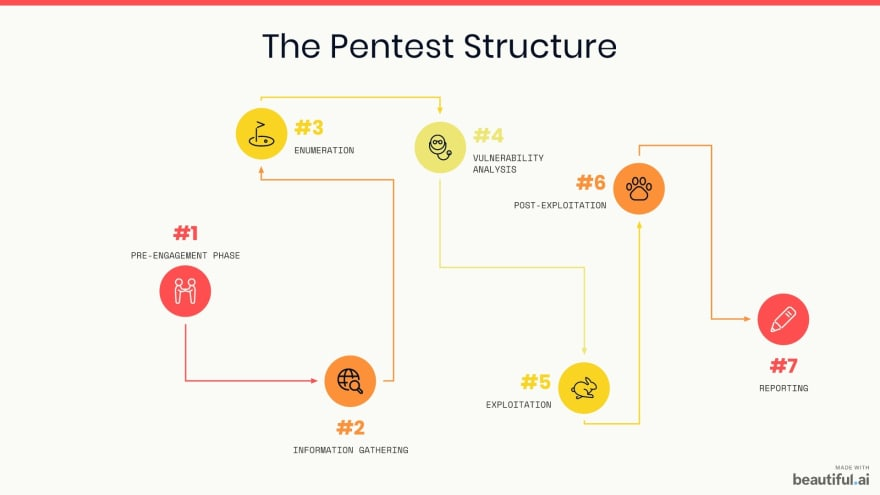 The Pentest Structure
#1
PRE-ENGAGEMENT PHASE
#2
INFORMATION GATHERING
#3
ENUMERATION
#4
VULNERABILITY
ANALYSIS
#5
EXPLOITATION
#6
POST-EXPLOITATION
#7
REPORTING
MADE WITH
beautiful.ai